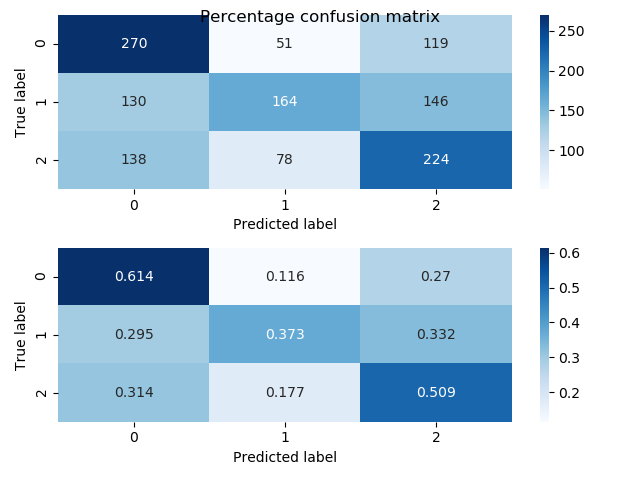 Percentage confusion matrix
True label
0 270 51 119
1 130 164 146
2 138 78 224
0 1 2
Predicted label
250
200
150
100
True label
0 0.614 0.116 0.27
1 0.295 0.373 0.332
2 0.314 0.177 0.509
0 1 2
Predicted label
0.6
0.5
0.4
0.3
0.2